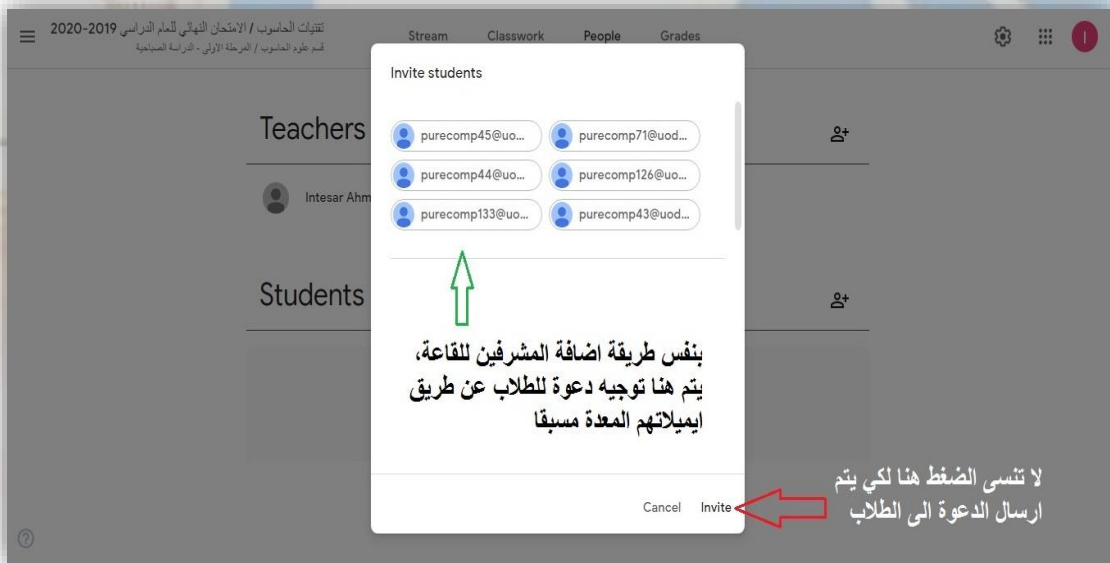 تقنيات الحاسوب / الامتحان النهائي للعام الدراسي 2019-2020
قسم علوم الحاسوب / المرحلة الاولى - الدراسة الصباحية
Stream Classwork People Grades
I
Invite students
purecomp45@uo... purecomp71@uod...
purecomp44@uo... purecomp126@uo...
purecomp133@uo... purecomp43@uod...
Teachers
Intesar Ahm
Students
بنفس طريقة اضافة المشرفين للقاعة،
يتم هنا توجيه دعوة للطلاب عن طريق
ايميلاتهم المعدة مسبقا
Cancel Invite
لا تنسى الضغط هنا لكي يتم
ارسال الدعوة الى الطلاب